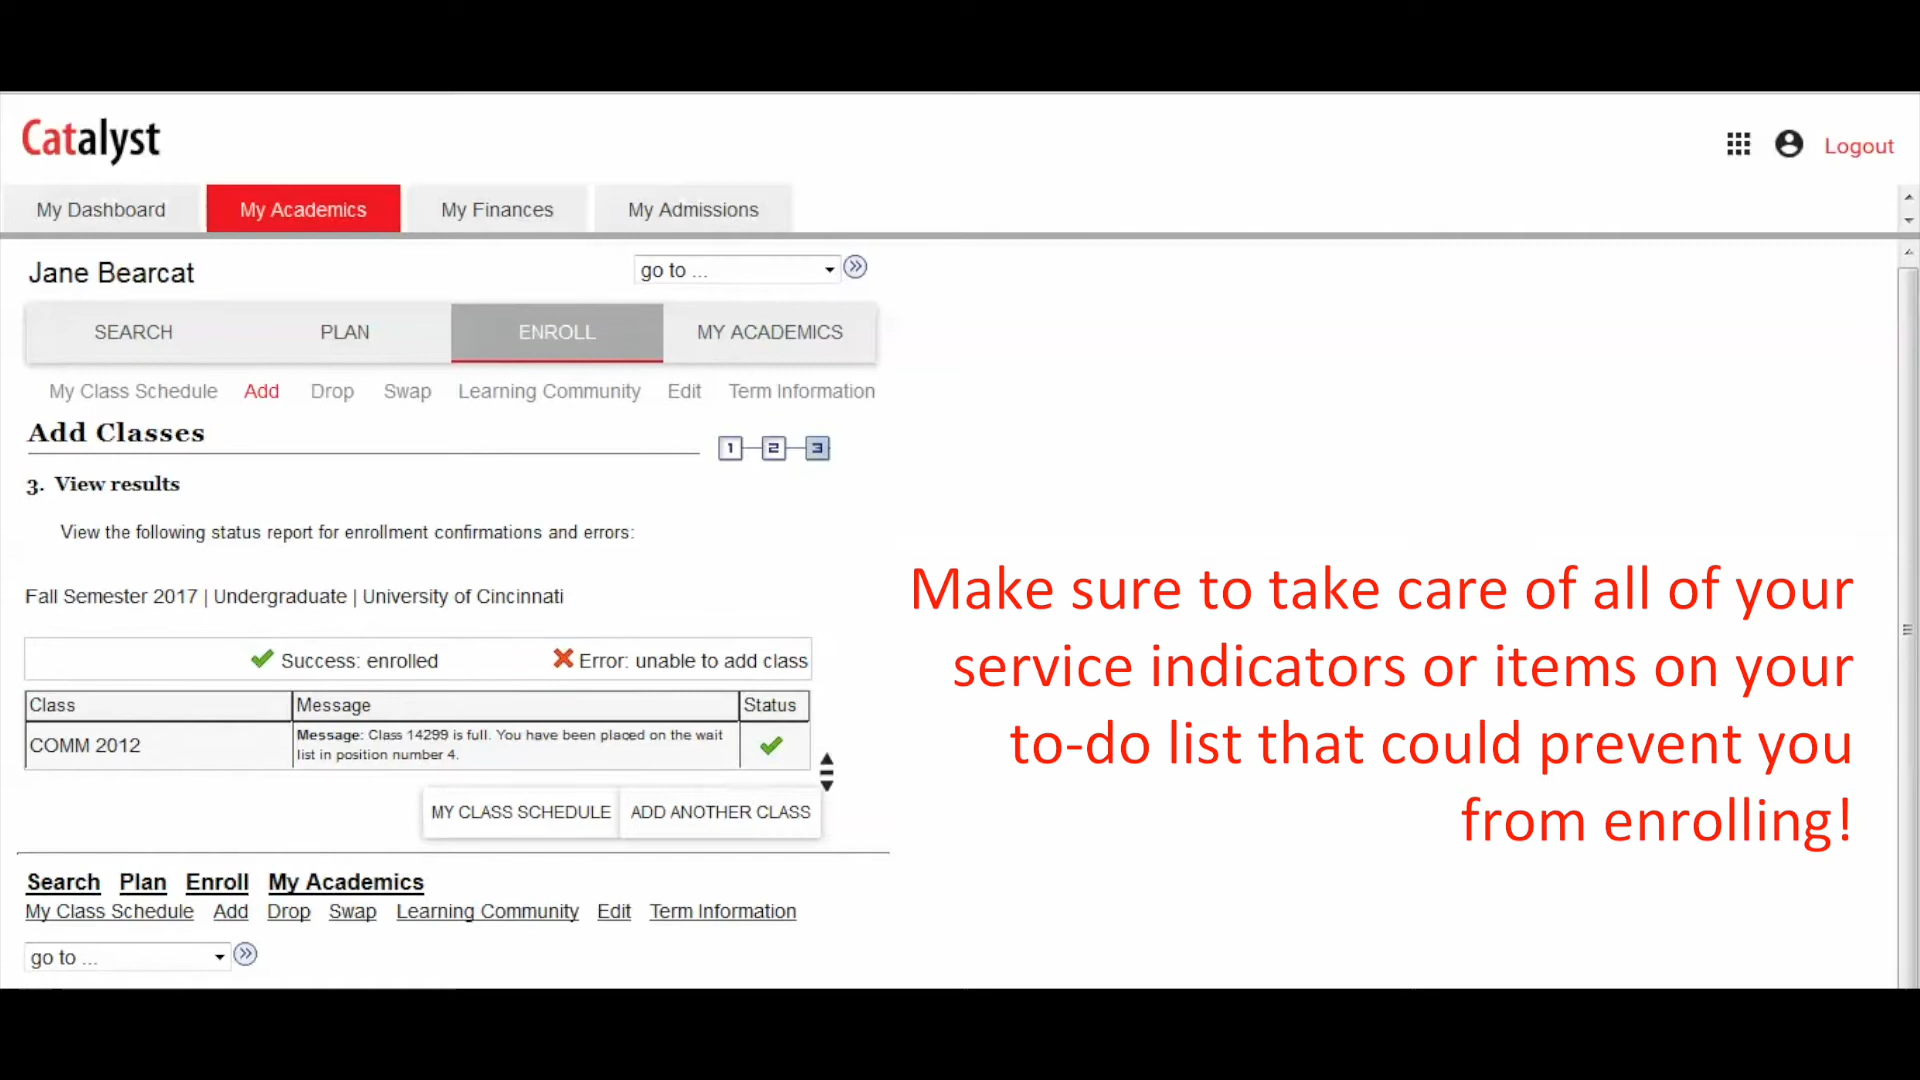 Catalyst
Logout
My Dashboard My Academics My Finances My Admissions
Jane Bearcat
go to ...
SEARCH PLAN ENROLL MY ACADEMICS
My Class Schedule Add Drop Swap Learning Community Edit Term Information
Add Classes
1 2 3
3. View results
View the following status report for enrollment confirmations and errors:
Fall Semester 2017 | Undergraduate | University of Cincinnati
Success: enrolled Error: unable to add class
Class Message Status
COMM 2012
Message: Class 14299 is full. You have been placed on the wait
list in position number 4.
MY CLASS SCHEDULE ADD ANOTHER CLASS
Search Plan Enroll My Academics
My Class Schedule Add Drop Swap Learning Community Edit Term Information
go to ...
Make sure to take care of all of your
service indicators or items on your
to-do list that could prevent you
from enrolling!